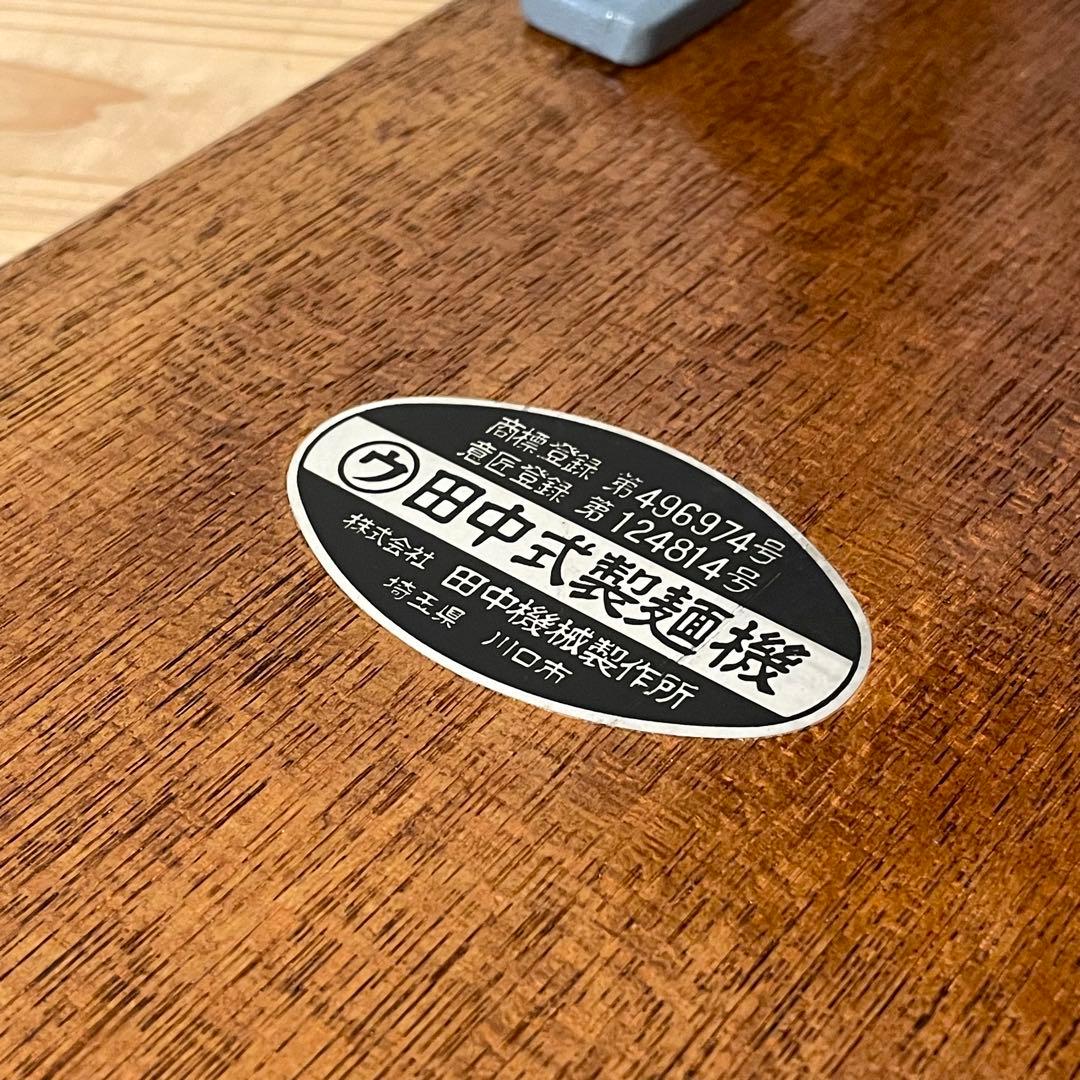 商標登録 第496974号
意匠登録 第124814号
ウ 田中式製麺機
株式会社 田中機械製作所
埼玉県 川口市